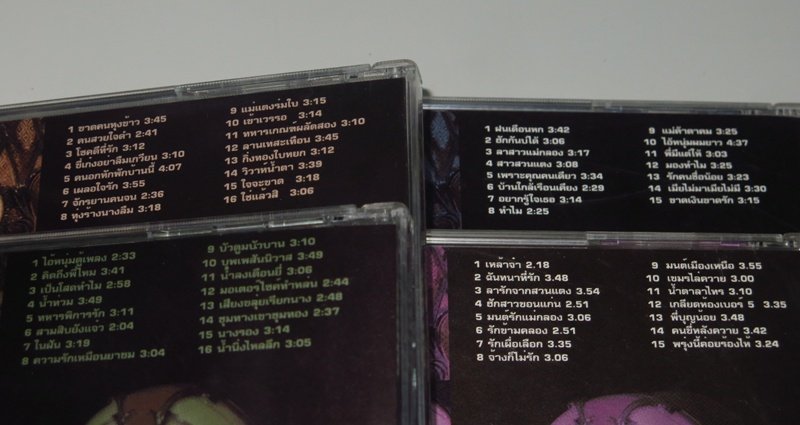 1 ขาดคนหุงข้าว 3:45
2 คนสวยใจดำ 2:41
3 โชคดีที่รัก 3:12
4 ขี้เก๋งอย่าลืมเกวียน 3:10
5 คนอกหักพักบ้านนี้ 4:07
6 เผลอใจรัก 3:55
7 จักรยานคนจน 2:36
8 ทุ่งร้างนางลืม 3:18
9 แม่แตงร่มใบ 3:15
10 เช้าเวรรอ 3:14
11 ทหารเกณฑ์ผลัดสอง 3:10
12 ลานเทสะเทือน 3:45
13 กิ่งทองใบหยก 3:12
14 วิวาห์น้ำตา 3:39
15 ใจจะขาด 3:18
16 ใช่แล้วสิ 3:06
1 ฝนเดือนหก 3:42
2 ฮักกันบ่ได้ 3:06
3 ลาสาวแม่กลอง 3:17
4 สาวสวนแตง 3:08
5 เพราะคุณคนเดียว 3:34
6 บ้านใกล้เรือนเคียง 2:29
7 อยากรู้ใจเธอ 3:14
8 ทำไม 2:25
9 แม่ค้าตาคม 3:25
10 ไอ้หนุ่มผมยาว 4:37
11 พี่มีแต่ให้ 3:03
12 มองทำไม 3:25
13 รักคนชื่อน้อย 3:23
14 เมียไม่มาเมียไม่มี 3:30
15 ขาดเงินขาดรัก 3:15
1 ไอ้หนุ่มตู้เพลง 2:33
2 คิดถึงพี่ไหม 3:41
3 เป็นโสดทำไม 2:58
4 น้ำท่วม 3:49
5 ทหารพิการรัก 3:11
6 สามสิบยังแจ๋ว 2:04
7 ในฝัน 3:19
8 ความรักเหมือนยาขม 3:04
9 บัวตูมบัวบาน 3:10
10 บุพเพสันนิวาส 3:49
11 น้ำลงเดือนยี่ 3:06
12 มอเตอร์ไซค์ทำหล่น 2:44
13 เสียงขลุ่ยเรียกนาง 2:48
14 ชุมทางเขาชุมทอง 2:37
15 นางรอง 3:14
16 น้ำนิ่งไหลลึก 3:05
1 เหล้าจ๋า 2.18
2 ฉันทนาที่รัก 3.48
3 ลารักจากสวนแตง 3.54
4 ฮักสาวขอนแก่น 2.51
5 มนต์รักแม่กลอง 3.06
6 รักข้ามคลอง 2.51
7 รักเผื่อเลือก 3.35
8 จ้างก็ไม่รัก 3.06
9 มนต์เมืองเหนือ 3.55
10 เขมรไล่ควาย 3.00
11 น้ำตาลาไทร 3.10
12 เกลียดห้องเบอร์ 5 3.35
13 พี่บุญน้อย 3.48
14 คนขี่หลังควาย 3.42
15 พรุ่งนี้ค่อยร้องไห้ 3.24